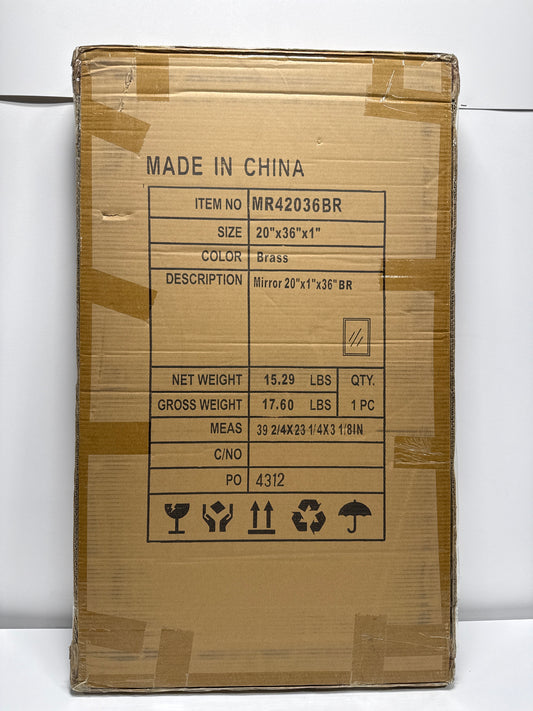 MADE IN CHINA
ITEM NO MR42036BR
SIZE 20"x36"x1"
COLOR Brass
DESCRIPTION Mirror 20"x1"x36" BR
NET WEIGHT 15.29 LBS QTY.
GROSS WEIGHT 17.60 LBS 1 PC
MEAS 39 2/4X23 1/4X3 1/8IN
C/NO
PO 4312